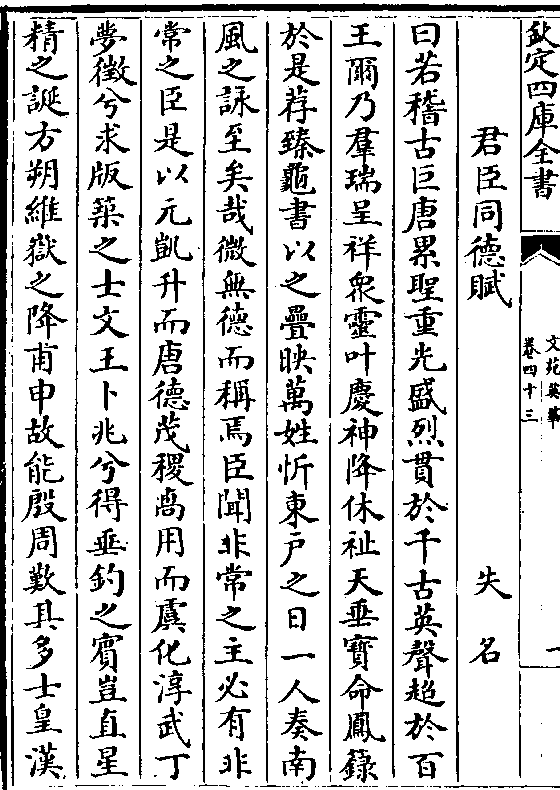 欽定四庫全書
文苑英華
卷四十三
一
君臣同德賦 失名
曰若稽古巨唐累聖重光盛烈貫於千古英聲超於百
王爾乃羣瑞呈祥衆靈叶慶神降休祉天垂寶命鳳籙
於是荐臻龜書以之疊映萬姓忻東戸之日一人奏南
風之詠至矣哉微無德而稱焉臣聞非常之主必有非
常之臣是以元凱升而唐德茂稷卨用而虞化淳武丁
夢徵兮求版築之士文王卜兆兮得垂釣之賓豈直星
精之誕方朔維嶽之降甫申故能殷周歎其多士皇漢